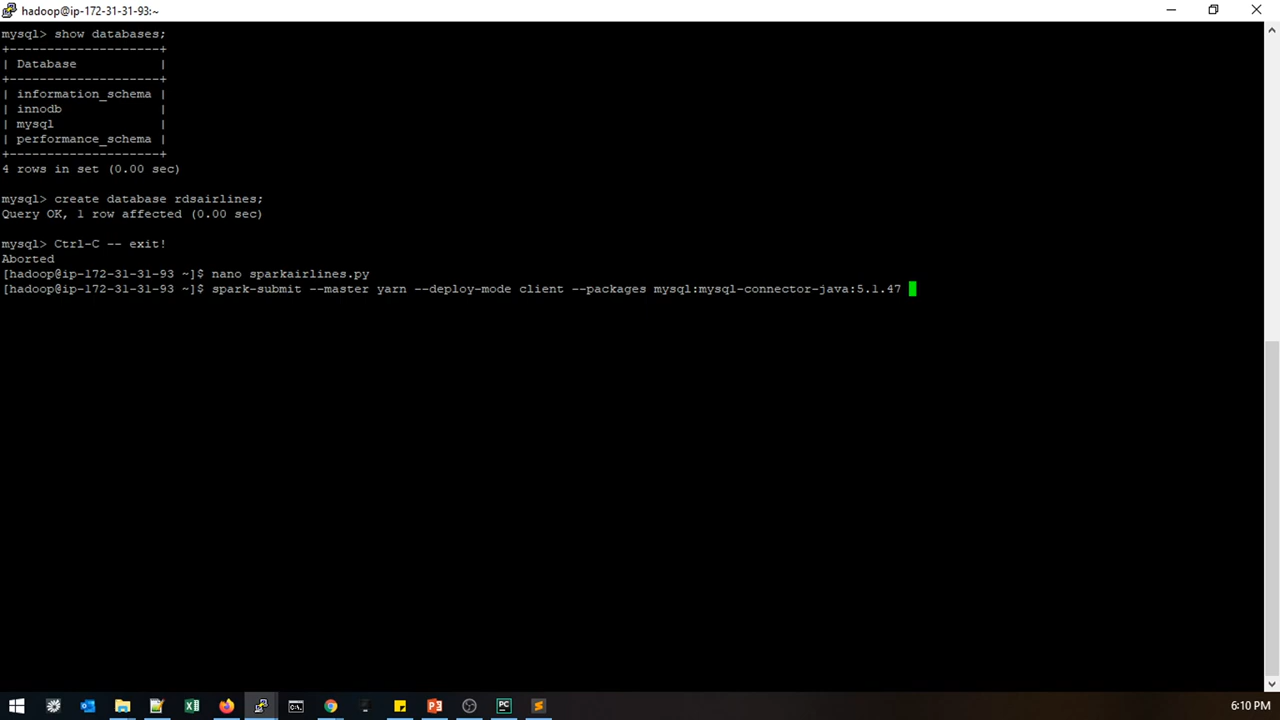 hadoop@ip-172-31-31-93:~
mysql> show databases;
+--------------------+
| Database           |
+--------------------+
| information_schema |
| innodb             |
| mysql              |
| performance_schema |
+--------------------+
4 rows in set (0.00 sec)
mysql> create database rdsairlines;
Query OK, 1 row affected (0.00 sec)
mysql> Ctrl-C -- exit!
Aborted
[hadoop@ip-172-31-31-93 ~]$ nano sparkairlines.py
[hadoop@ip-172-31-31-93 ~]$ spark-submit --master yarn --deploy-mode client --packages mysql:mysql-connector-java:5.1.47
6:10 PM